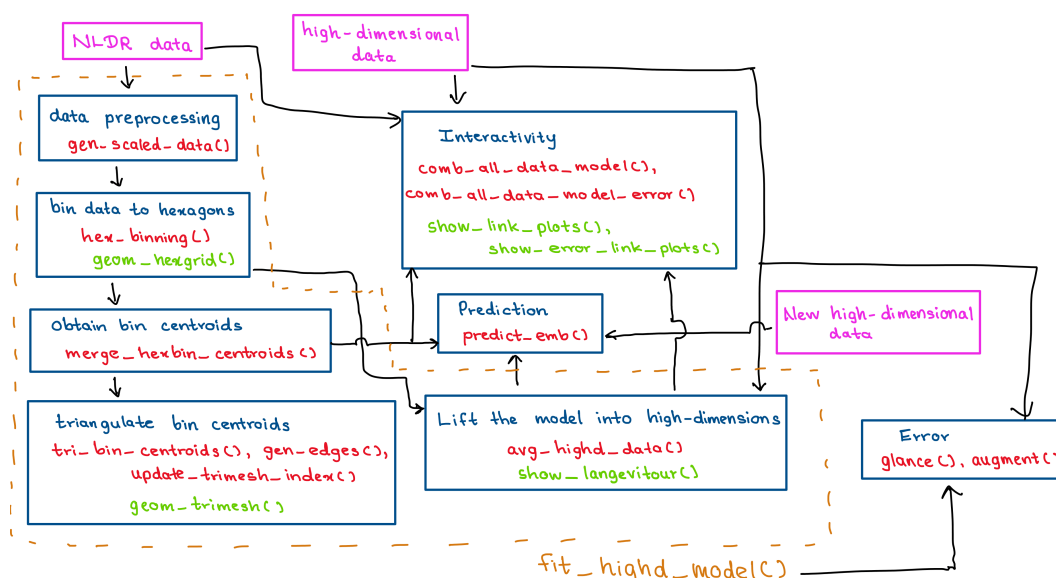 NLDR data
high-dimensional
data
data preprocessing
gen_scaled_data()
bin data to hexagons
hex_binning()
geom_hexgrid()
Obtain bin centroids
merge_hexbin_centroids()
triangulate bin centroids
tri_bin_centroids(), gen_edges(),
update_trimesh_index()
geom_trimesh()
Interactivity
comb_all_data_model(),
comb_all_data_model_error()
show_link_plots(),
show_error_link_plots()
Prediction
predict_emb()
New high-dimensional
data
Lift the model into high-dimensions
avg_highd_data()
show_langevitour()
Error
glance(), augment()
fit_highd_model()